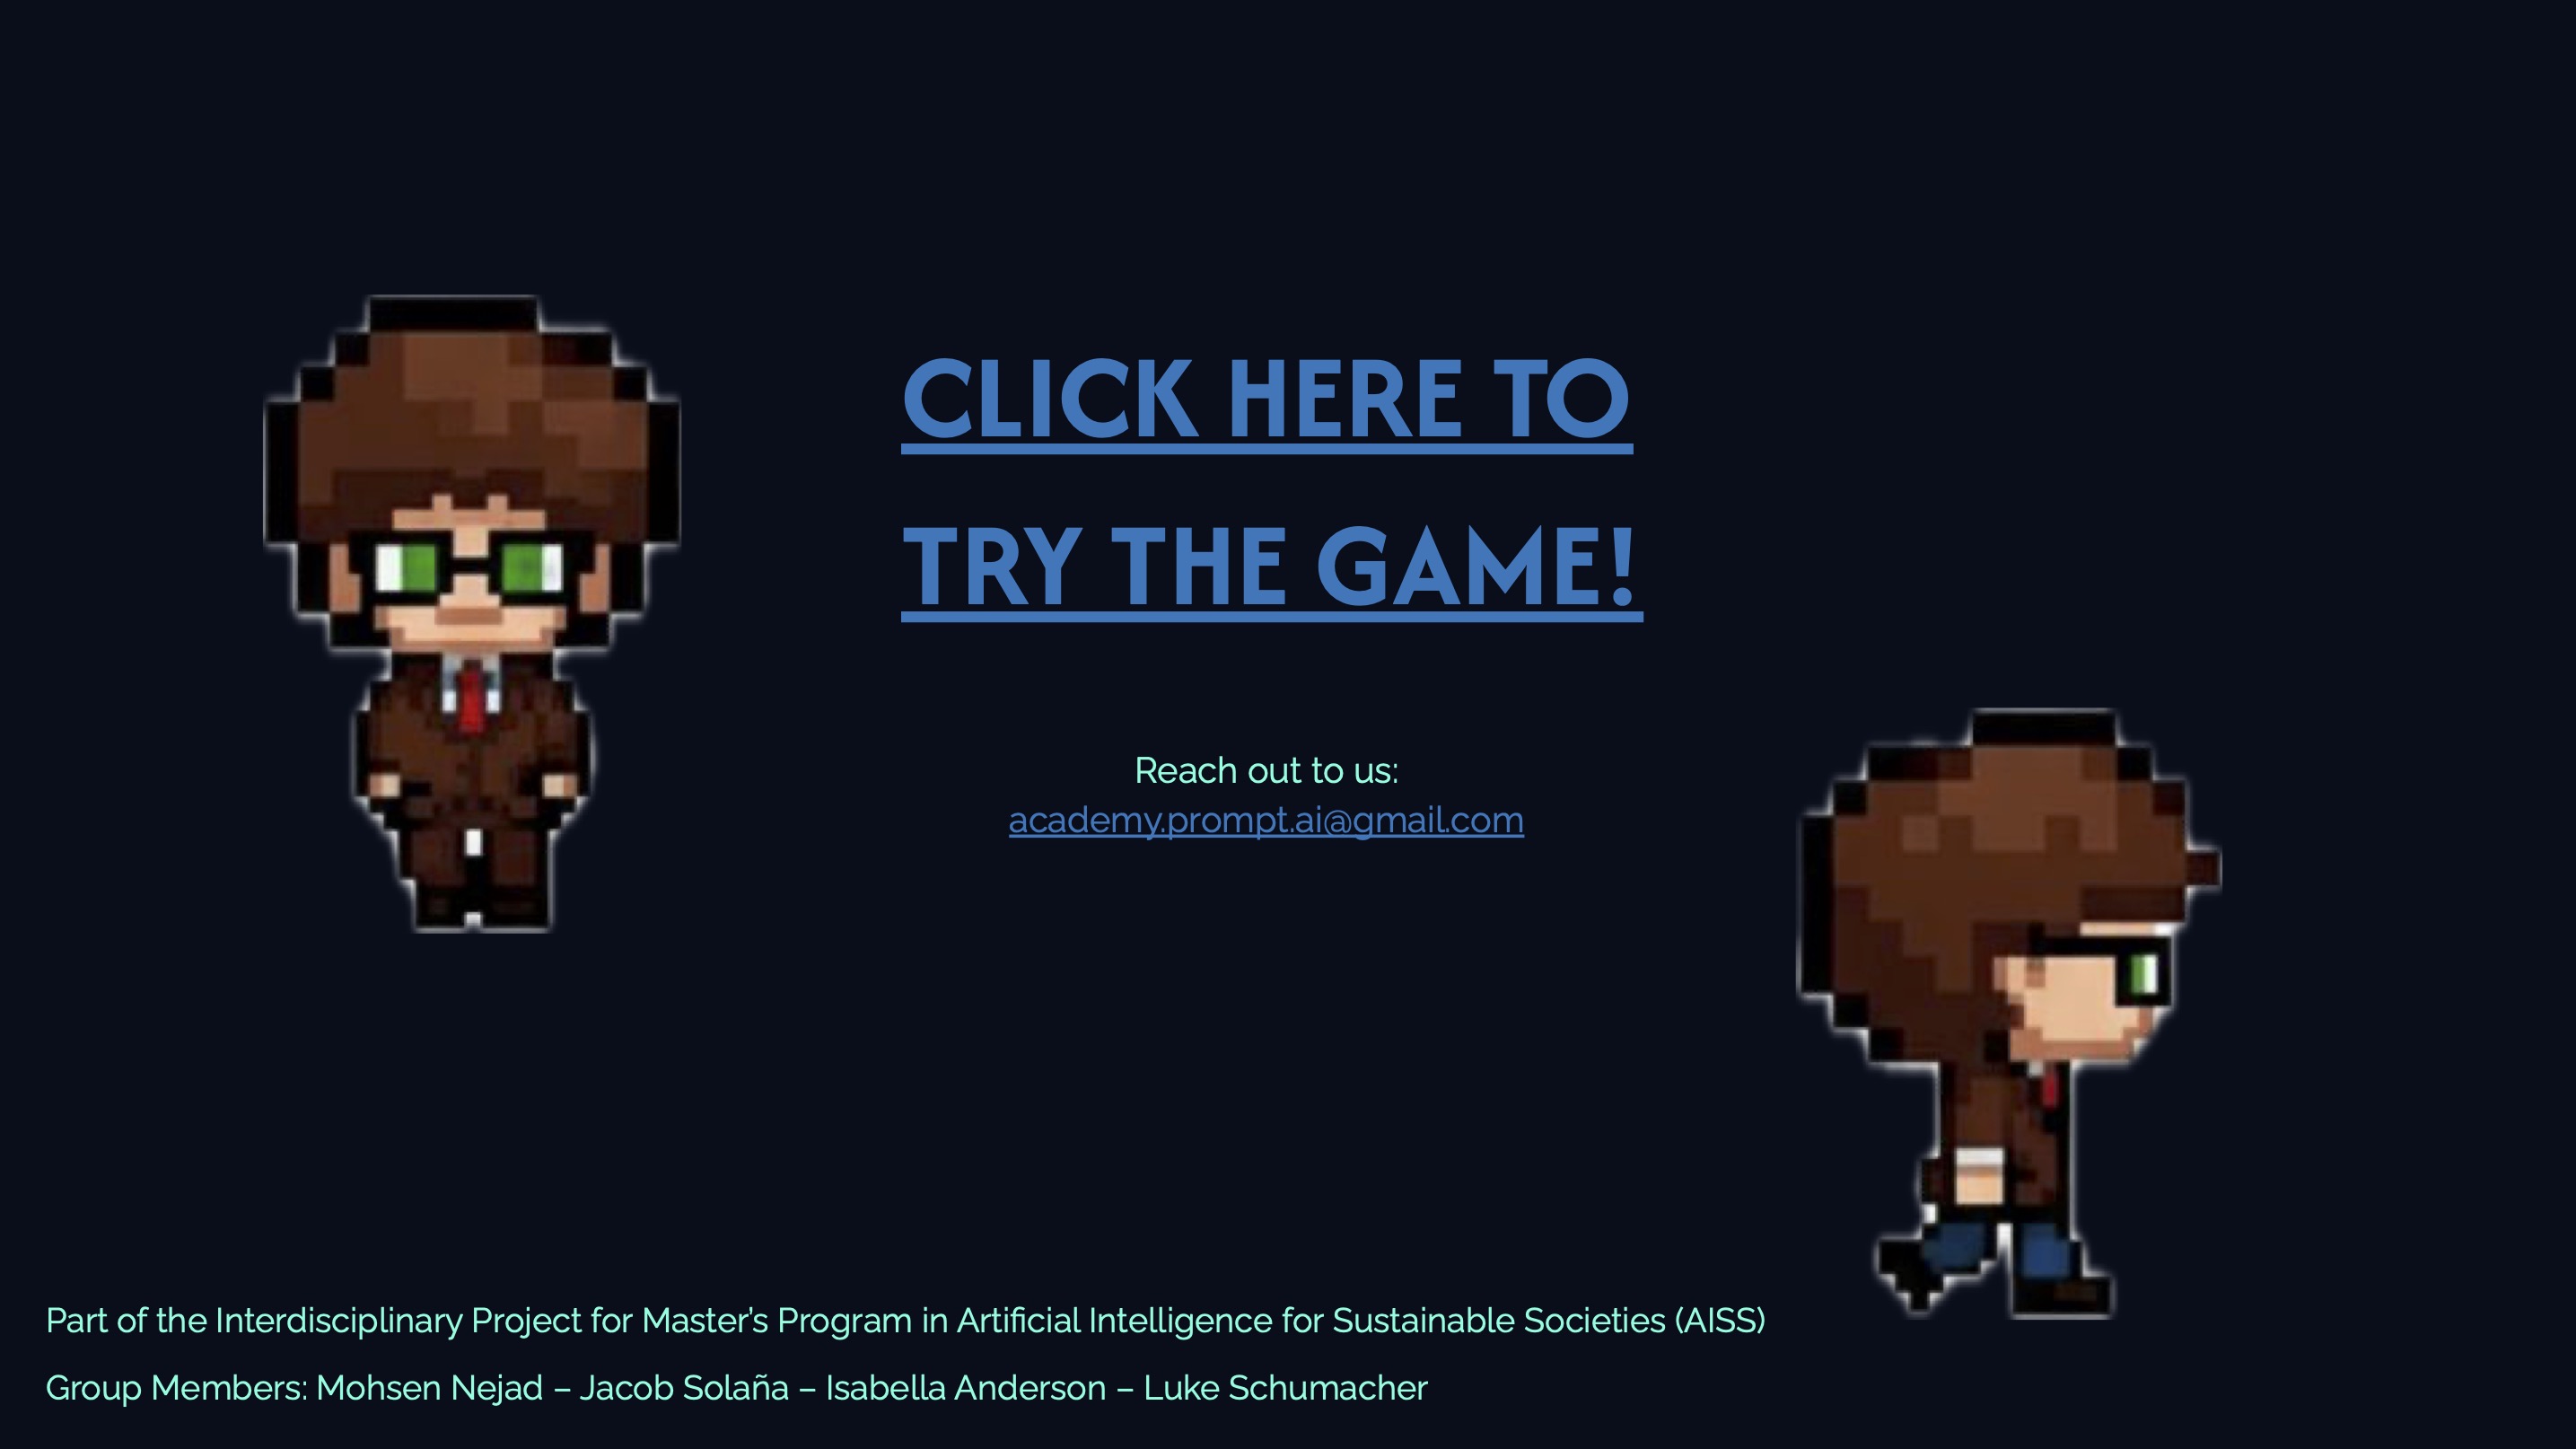 CLICK HERE TO
TRY THE GAME!
Reach out to us:
academy.prompt.ai@gmail.com
Part of the Interdisciplinary Project for Master's Program in Artificial Intelligence for Sustainable Societies (AISS)
Group Members: Mohsen Nejad – Jacob Solaña – Isabella Anderson – Luke Schumacher